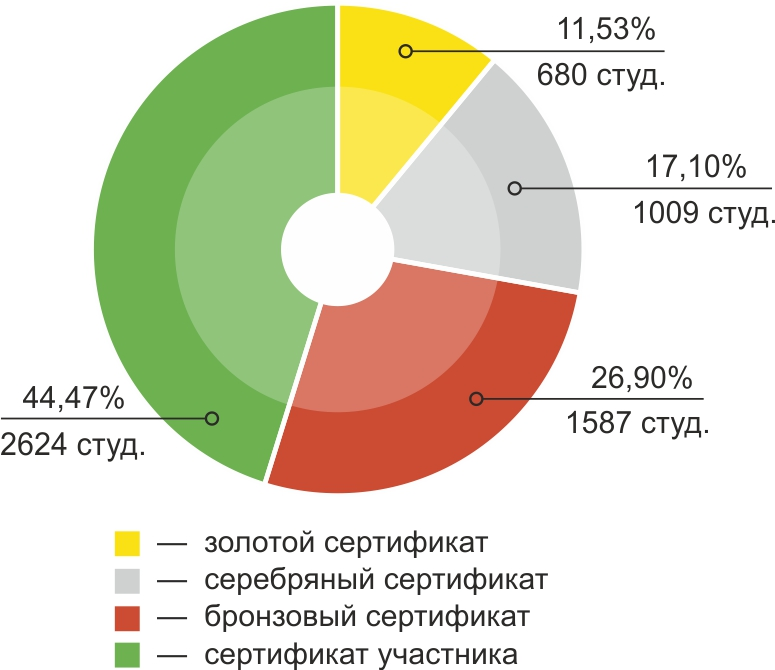 11,53%
680 студ.
17,10%
1009 студ.
26,90%
1587 студ.
44,47%
2624 студ.
— золотой сертификат
— серебряный сертификат
— бронзовый сертификат
— сертификат участника